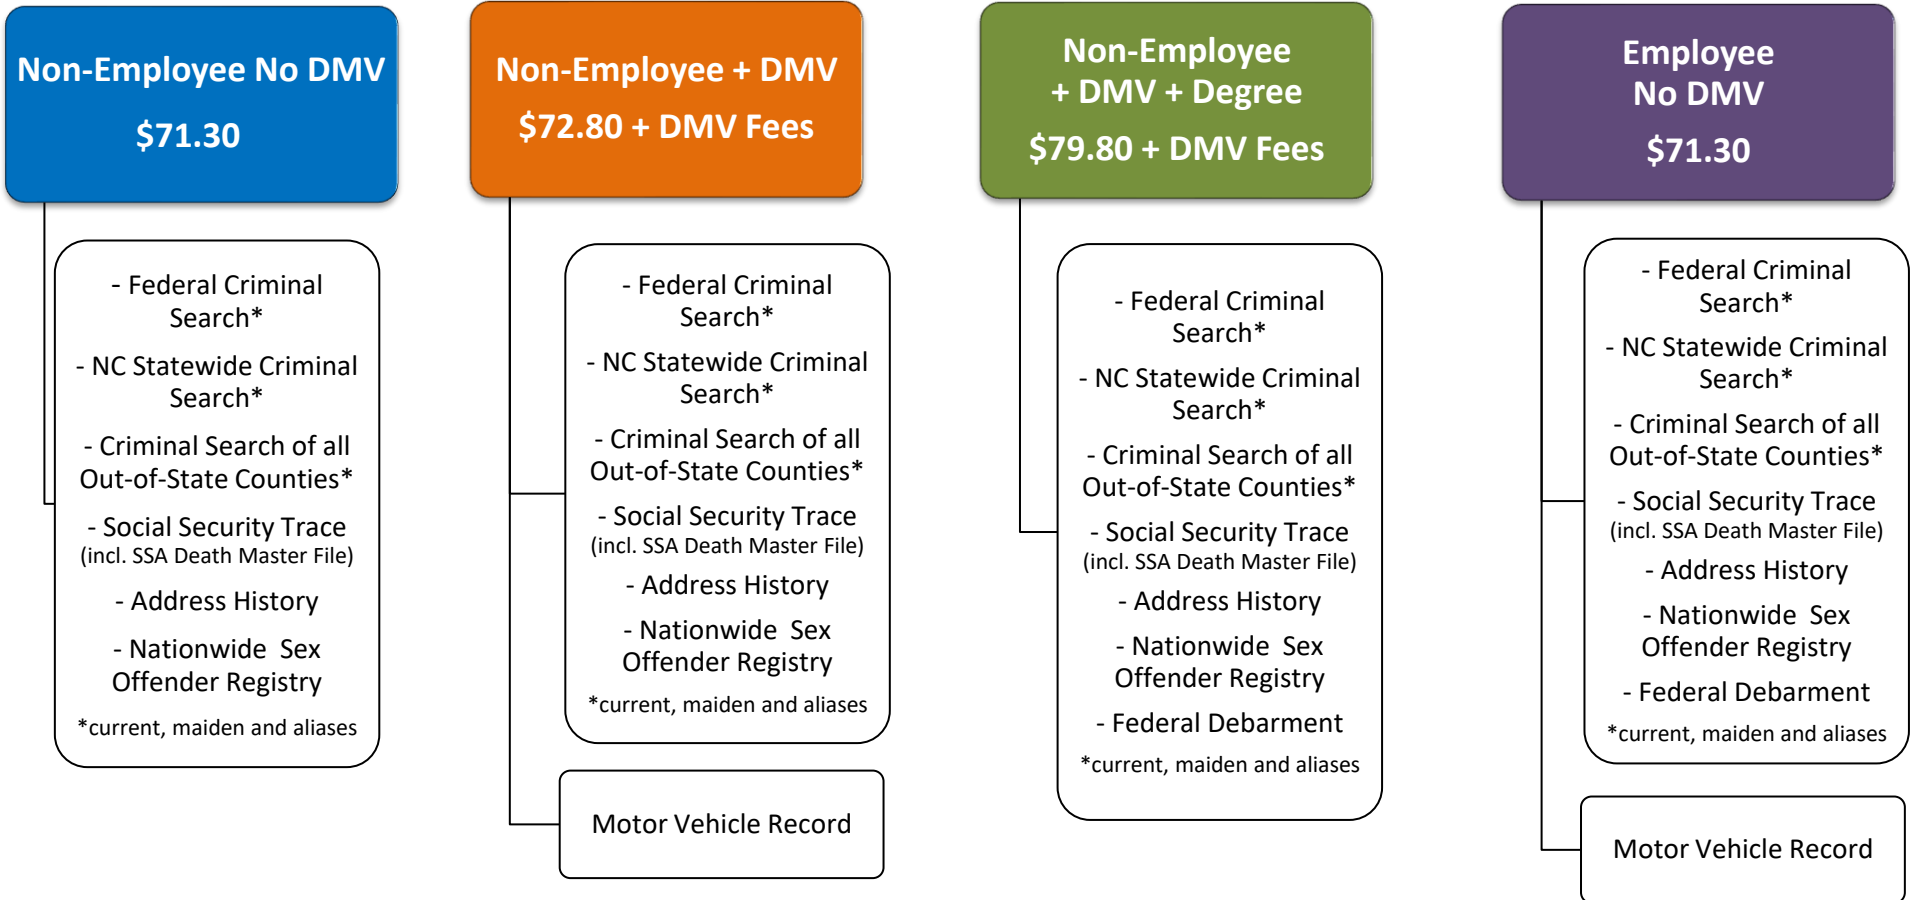 Non-Employee No DMV
$71.30
- Federal Criminal
Search*
- NC Statewide Criminal
Search*
- Criminal Search of all
Out-of-State Counties*
- Social Security Trace
(incl. SSA Death Master File)
- Address History
- Nationwide  Sex
Offender Registry
*current, maiden and aliases
Non-Employee + DMV
$72.80 + DMV Fees
- Federal Criminal
Search*
- NC Statewide Criminal
Search*
- Criminal Search of all
Out-of-State Counties*
- Social Security Trace
(incl. SSA Death Master File)
- Address History
- Nationwide  Sex
Offender Registry
*current, maiden and aliases
Motor Vehicle Record
Non-Employee
+ DMV + Degree
$79.80 + DMV Fees
- Federal Criminal
Search*
- NC Statewide Criminal
Search*
- Criminal Search of all
Out-of-State Counties*
- Social Security Trace
(incl. SSA Death Master File)
- Address History
- Nationwide  Sex
Offender Registry
- Federal Debarment
*current, maiden and aliases
Employee
No DMV
$71.30
- Federal Criminal
Search*
- NC Statewide Criminal
Search*
- Criminal Search of all
Out-of-State Counties*
- Social Security Trace
(incl. SSA Death Master File)
- Address History
- Nationwide  Sex
Offender Registry
- Federal Debarment
*current, maiden and aliases
Motor Vehicle Record